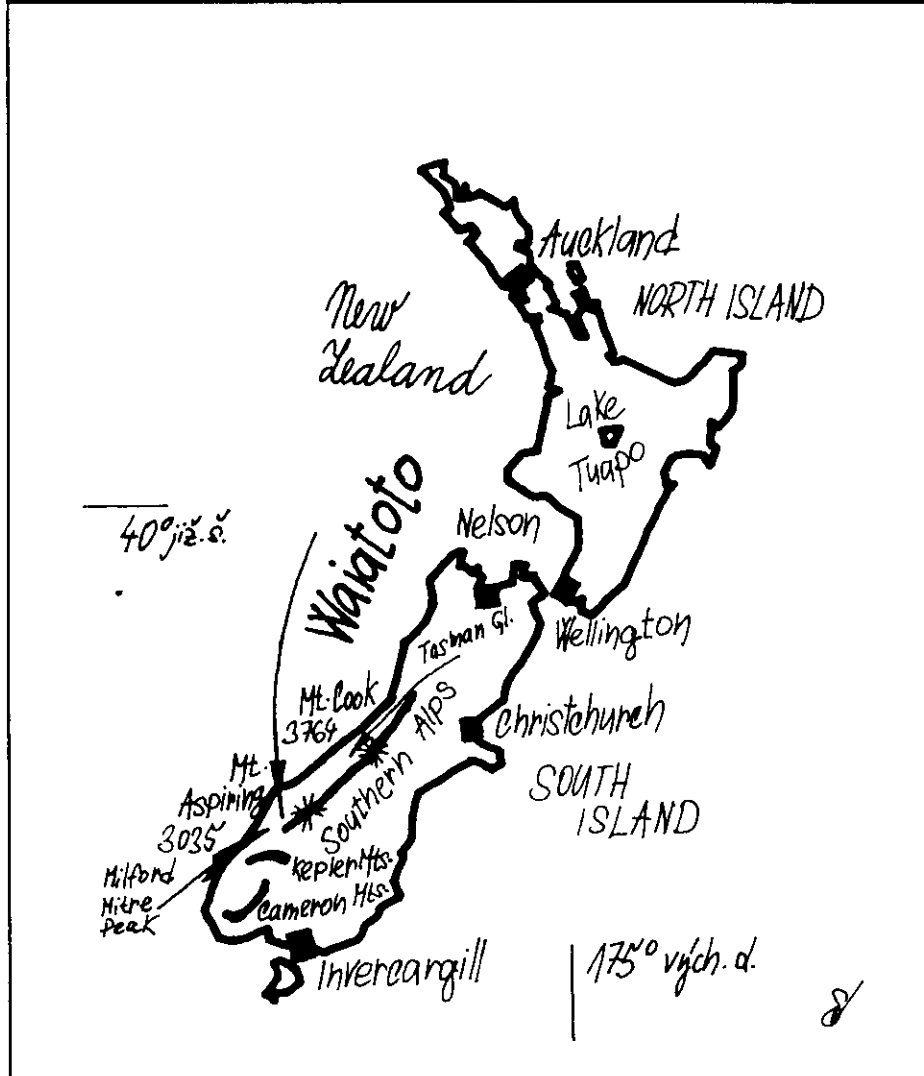 Auckland
NORTH ISLAND
New
Zealand
Lake
Tuapo
Waiatoto
40° již. š.
Nelson
Wellington
Tasman Gl.
Mt. Cook
3764
Southern Alps
Christchurch
Mt.
Aspiring
3035
SOUTH
ISLAND
Milford
Mitre
Peak
Kepler Mts.
Cameron Mts.
Invercargill
175° vých. d.